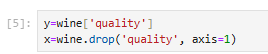 [5]: y=wine['quality']
x=wine.drop('quality', axis=1)